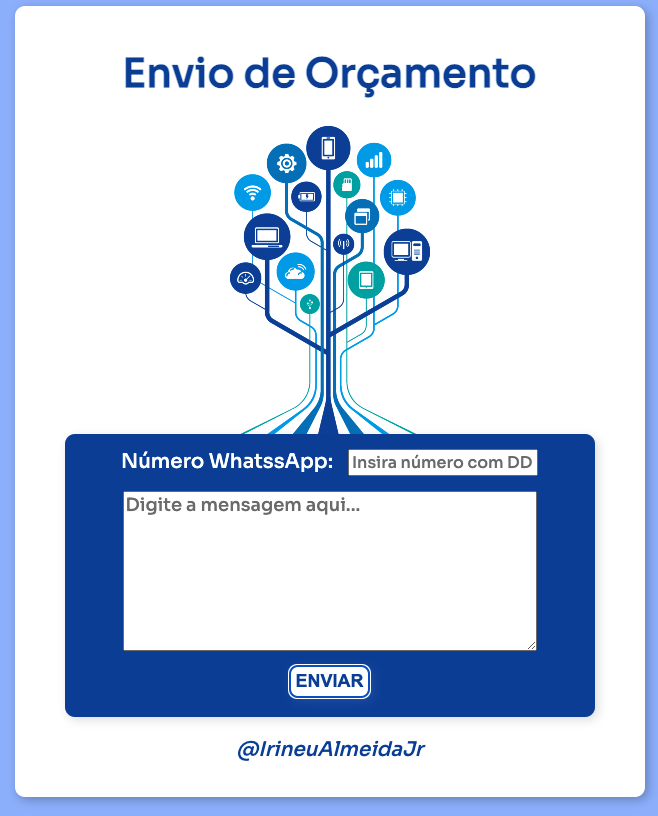 Envio de Orçamento
Número WhatssApp: Insira número com DD
Digite a mensagem aqui...
ENVIAR
@IrineuAlmeidaJr